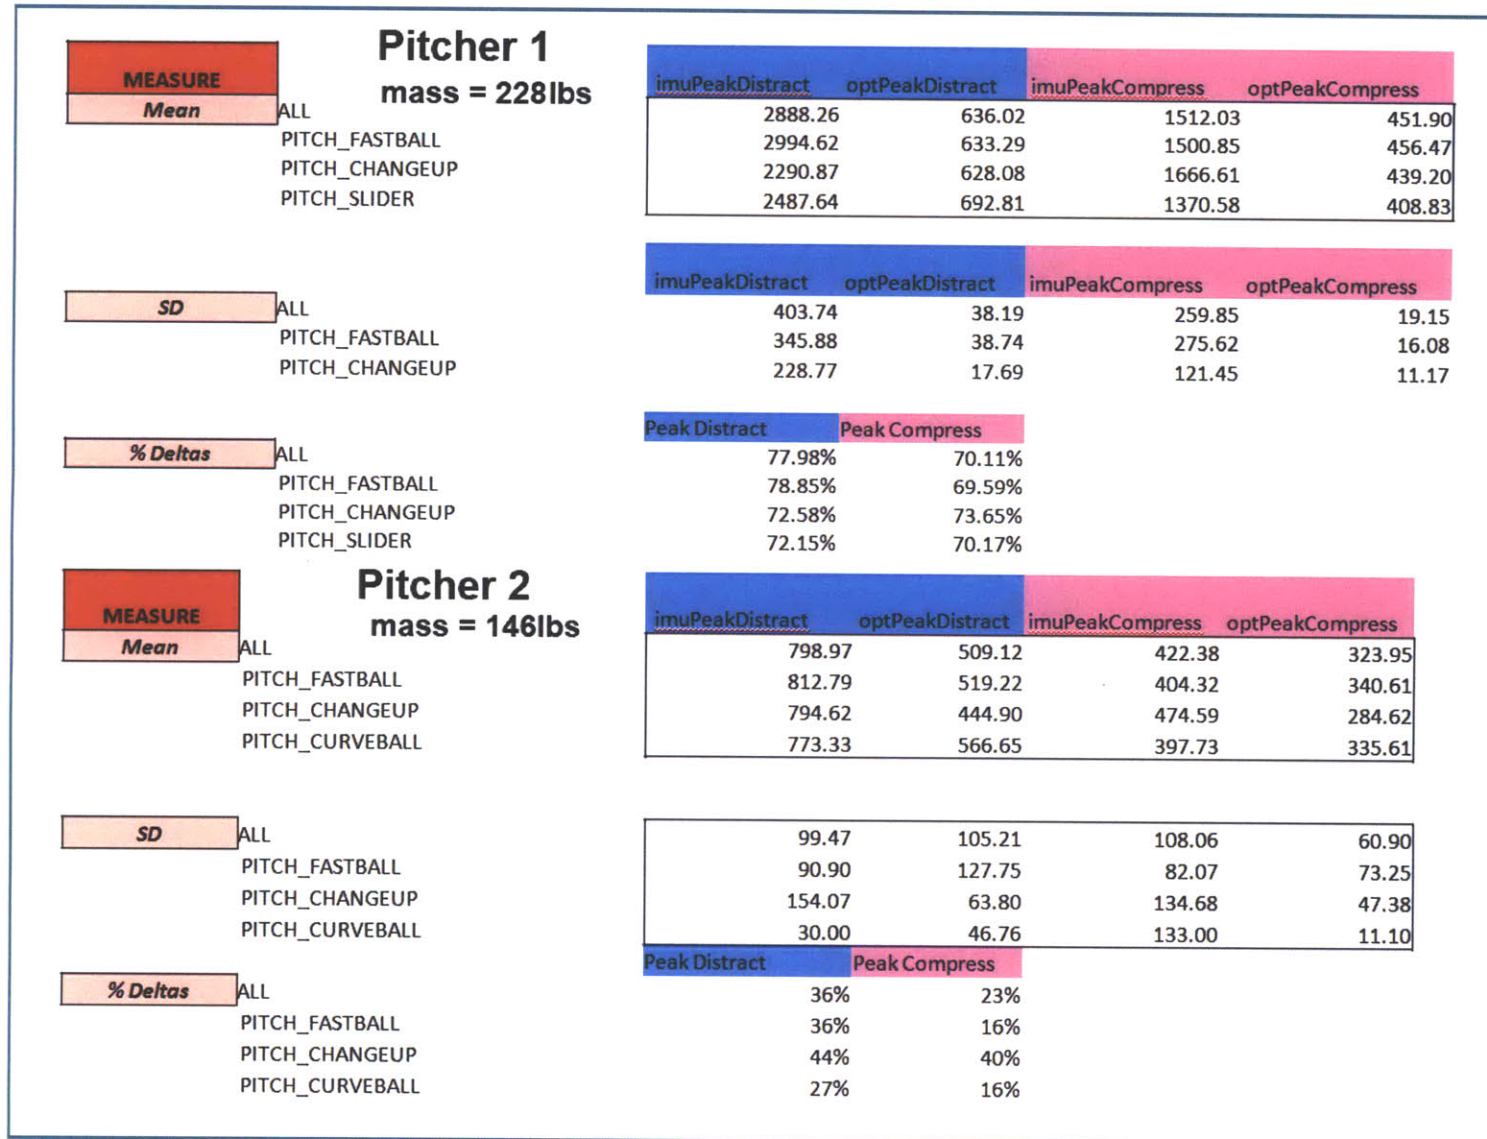 Pitcher 1
mass = 228lbs
MEASURE imuPeakDistract optPeakDistract imuPeakCompress optPeakCompress
Mean ALL 2888.26 636.02 1512.03 451.90
PITCH_FASTBALL 2994.62 633.29 1500.85 456.47
PITCH_CHANGEUP 2290.87 628.08 1666.61 439.20
PITCH_SLIDER 2487.64 692.81 1370.58 408.83
imuPeakDistract optPeakDistract imuPeakCompress optPeakCompress
SD ALL 403.74 38.19 259.85 19.15
PITCH_FASTBALL 345.88 38.74 275.62 16.08
PITCH_CHANGEUP 228.77 17.69 121.45 11.17
Peak Distract Peak Compress
% Deltas ALL 77.98% 70.11%
PITCH_FASTBALL 78.85% 69.59%
PITCH_CHANGEUP 72.58% 73.65%
PITCH_SLIDER 72.15% 70.17%
Pitcher 2
mass = 146lbs
MEASURE imuPeakDistract optPeakDistract imuPeakCompress optPeakCompress
Mean ALL 798.97 509.12 422.38 323.95
PITCH_FASTBALL 812.79 519.22 404.32 340.61
PITCH_CHANGEUP 794.62 444.90 474.59 284.62
PITCH_CURVEBALL 773.33 566.65 397.73 335.61
SD ALL 99.47 105.21 108.06 60.90
PITCH_FASTBALL 90.90 127.75 82.07 73.25
PITCH_CHANGEUP 154.07 63.80 134.68 47.38
PITCH_CURVEBALL 30.00 46.76 133.00 11.10
Peak Distract Peak Compress
% Deltas ALL 36% 23%
PITCH_FASTBALL 36% 16%
PITCH_CHANGEUP 44% 40%
PITCH_CURVEBALL 27% 16%